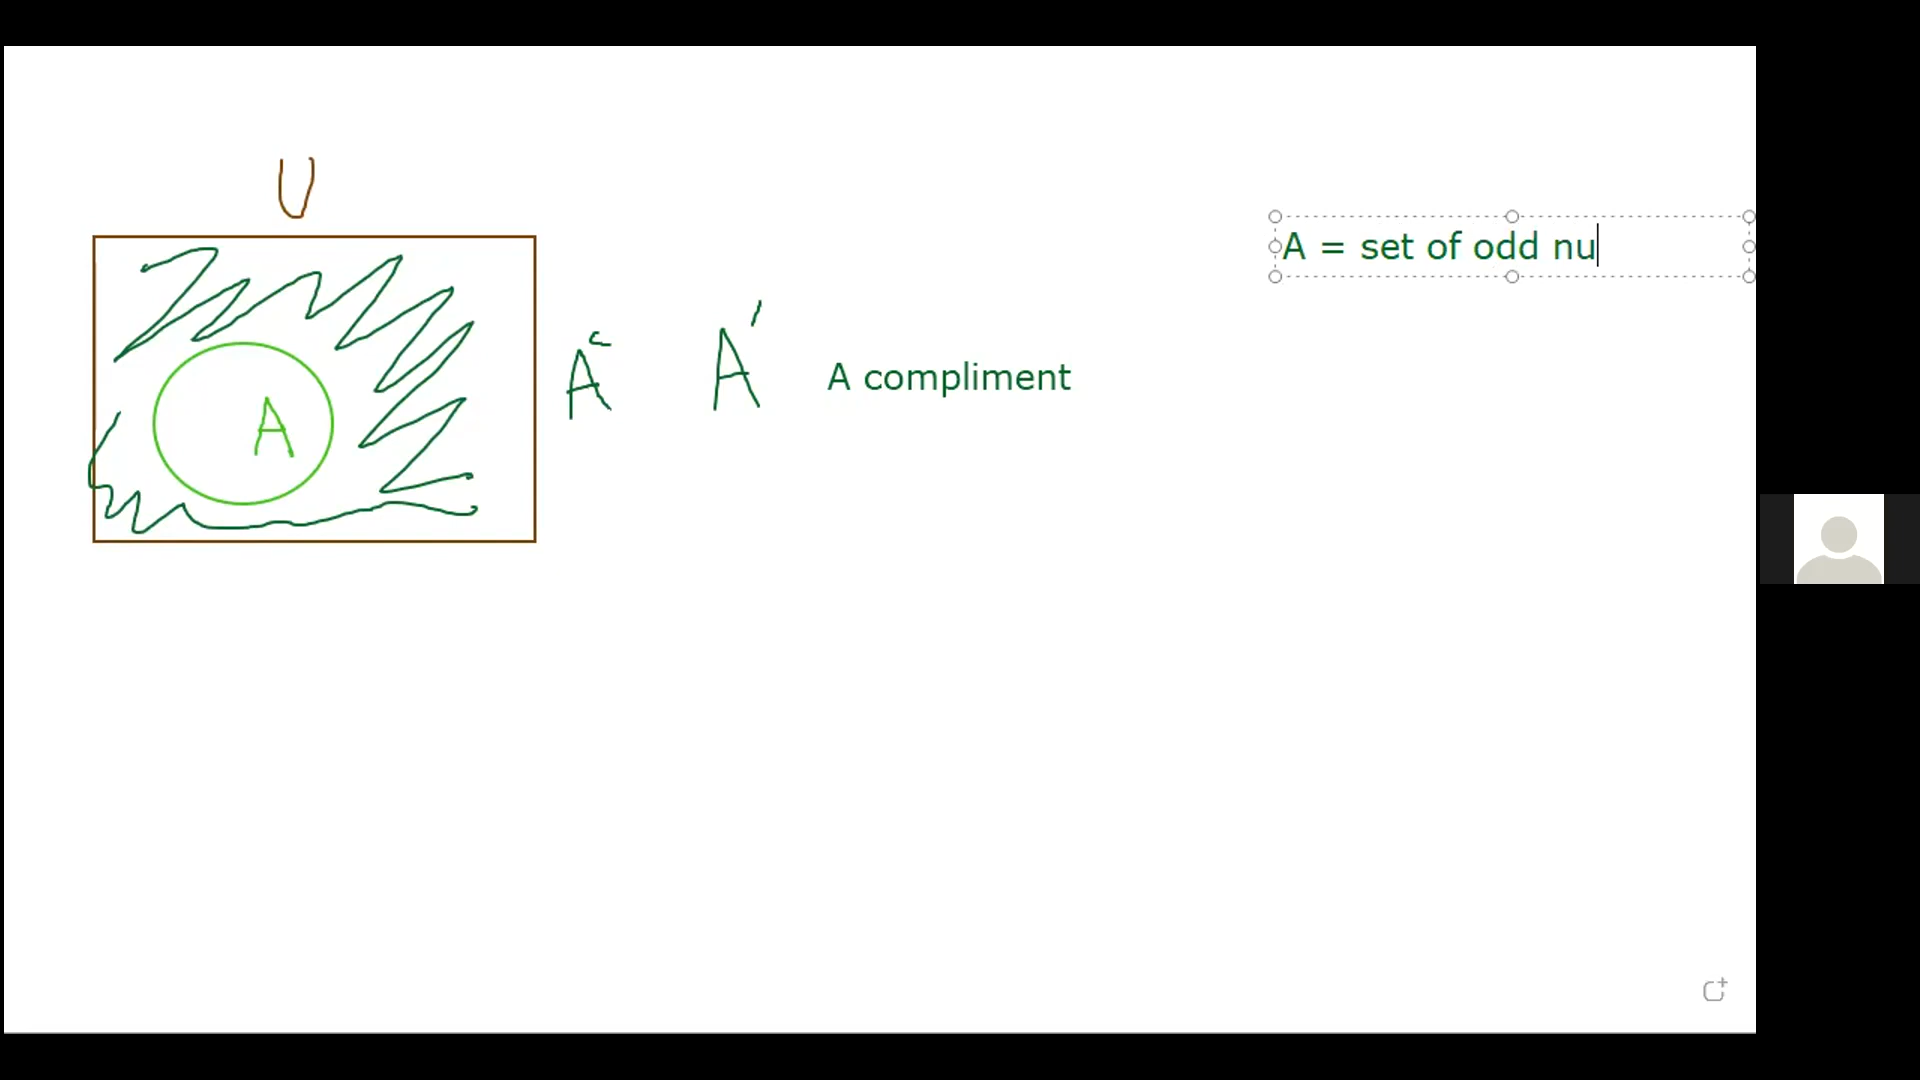 U
A = set of odd nu
A
Aᶜ A' A compliment